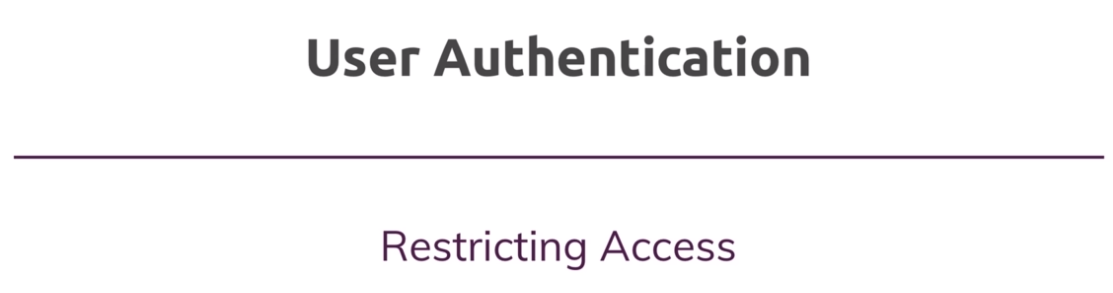 User Authentication
Restricting Access